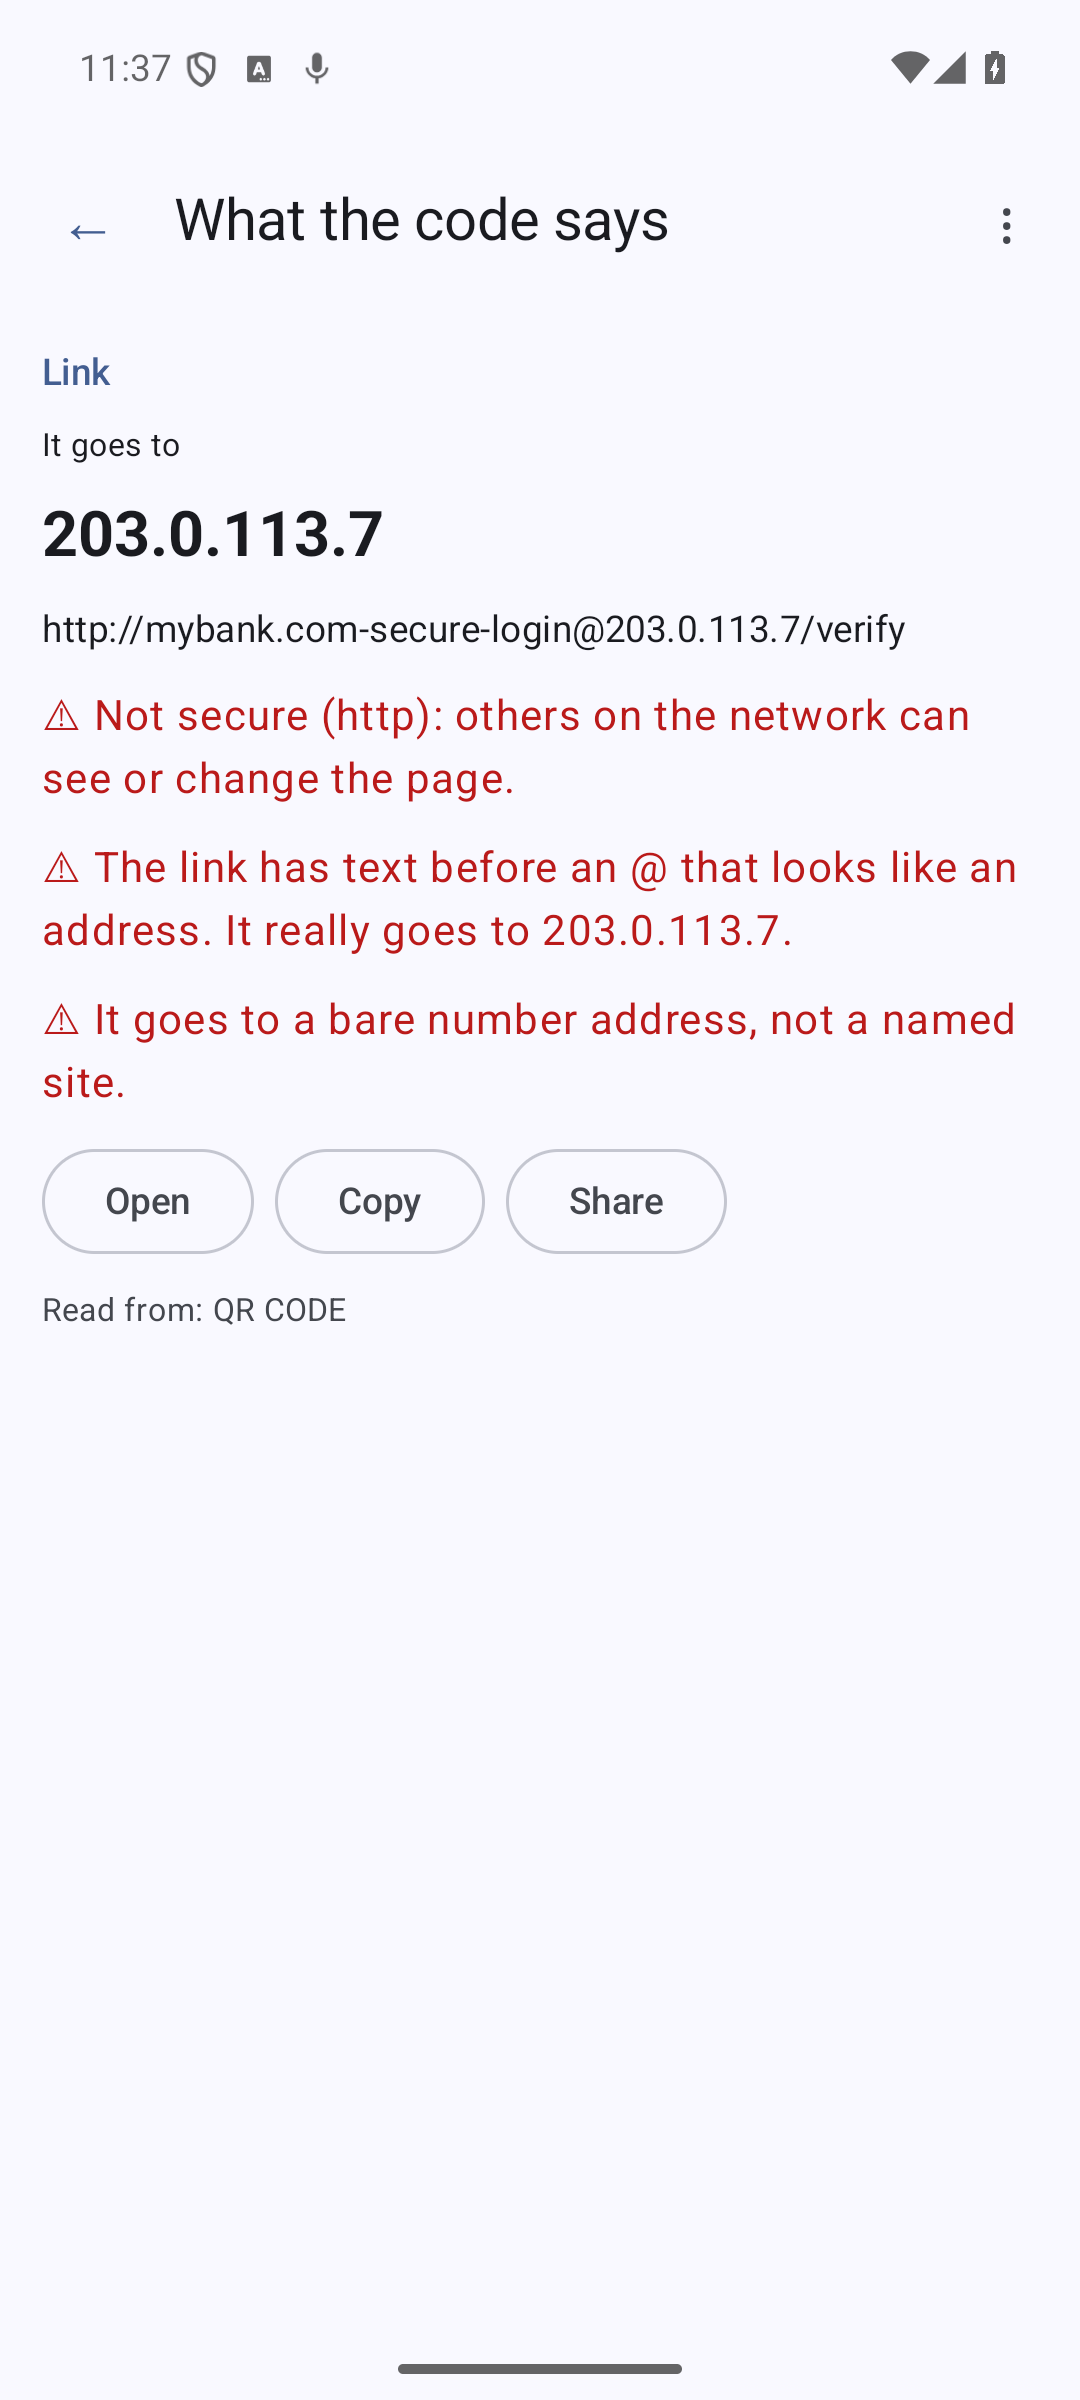 11:37
What the code says
Link
It goes to
203.0.113.7
http://mybank.com-secure-login@203.0.113.7/verify
⚠ Not secure (http): others on the network can
see or change the page.
⚠ The link has text before an @ that looks like an
address. It really goes to 203.0.113.7.
⚠ It goes to a bare number address, not a named
site.
Open Copy Share
Read from: QR CODE